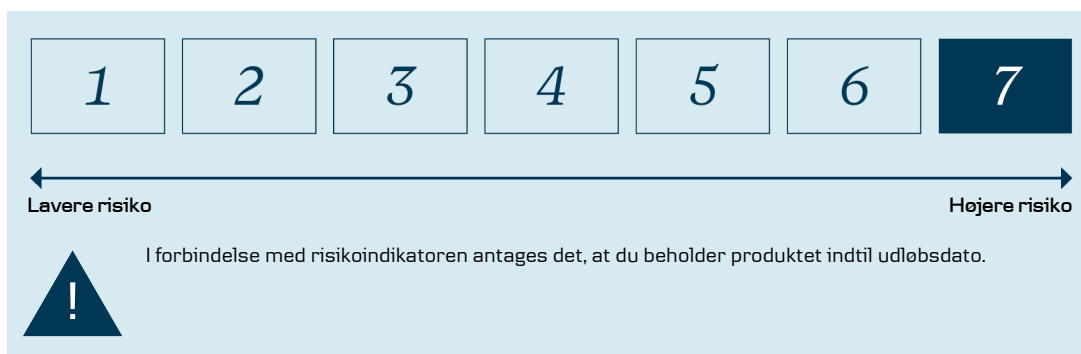 1 2 3 4 5 6 7
Lavere risiko Højere risiko
I forbindelse med risikoindikatoren antages det, at du beholder produktet indtil udløbsdato.
!